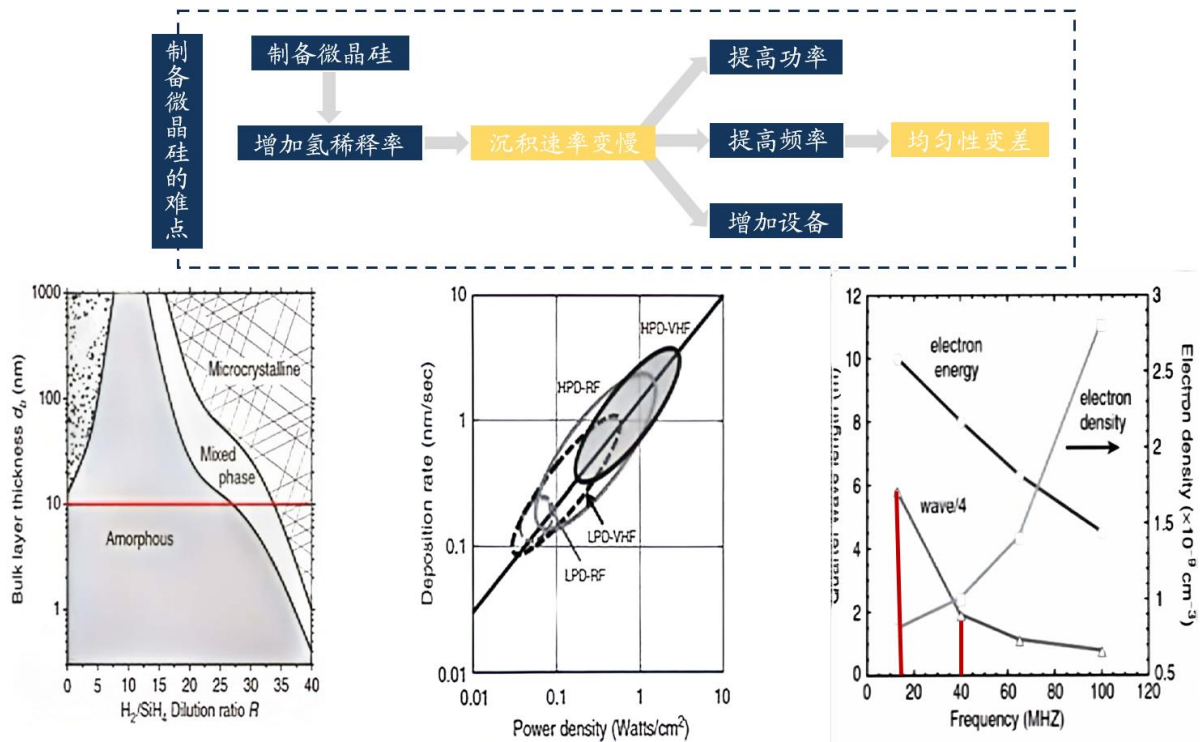 制备微晶硅的难点
制备微晶硅
增加氢稀释率
沉积速率变慢
提高功率
提高频率
增加设备
均匀性变差
Bulk layer thickness d_b (nm)
1000
100
10
1
Microcrystalline
Mixed
phase
Amorphous
0 5 10 15 20 25 30 35 40
Dilution ratio R
Deposition rate (nm/sec)
10
1
0.1
0.01
HPD-VHF
HPD-RF
LPD-VHF
LPD-RF
0.01 0.1 1 10
Power density (Watts/cm²)
12
10
8
6
4
2
0
electron
energy
electron
density
wave/4
3
2.5
2
1.5
1
0.5
Electron density (×10⁻⁹ cm⁻³)
0 20 40 60 80 100 120
Frequency (MHZ)